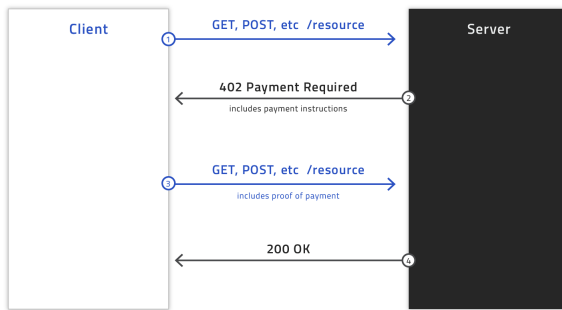 Client
Server
1
GET, POST, etc /resource
402 Payment Required
2
includes payment instructions
3
GET, POST, etc /resource
includes proof of payment
200 OK
4